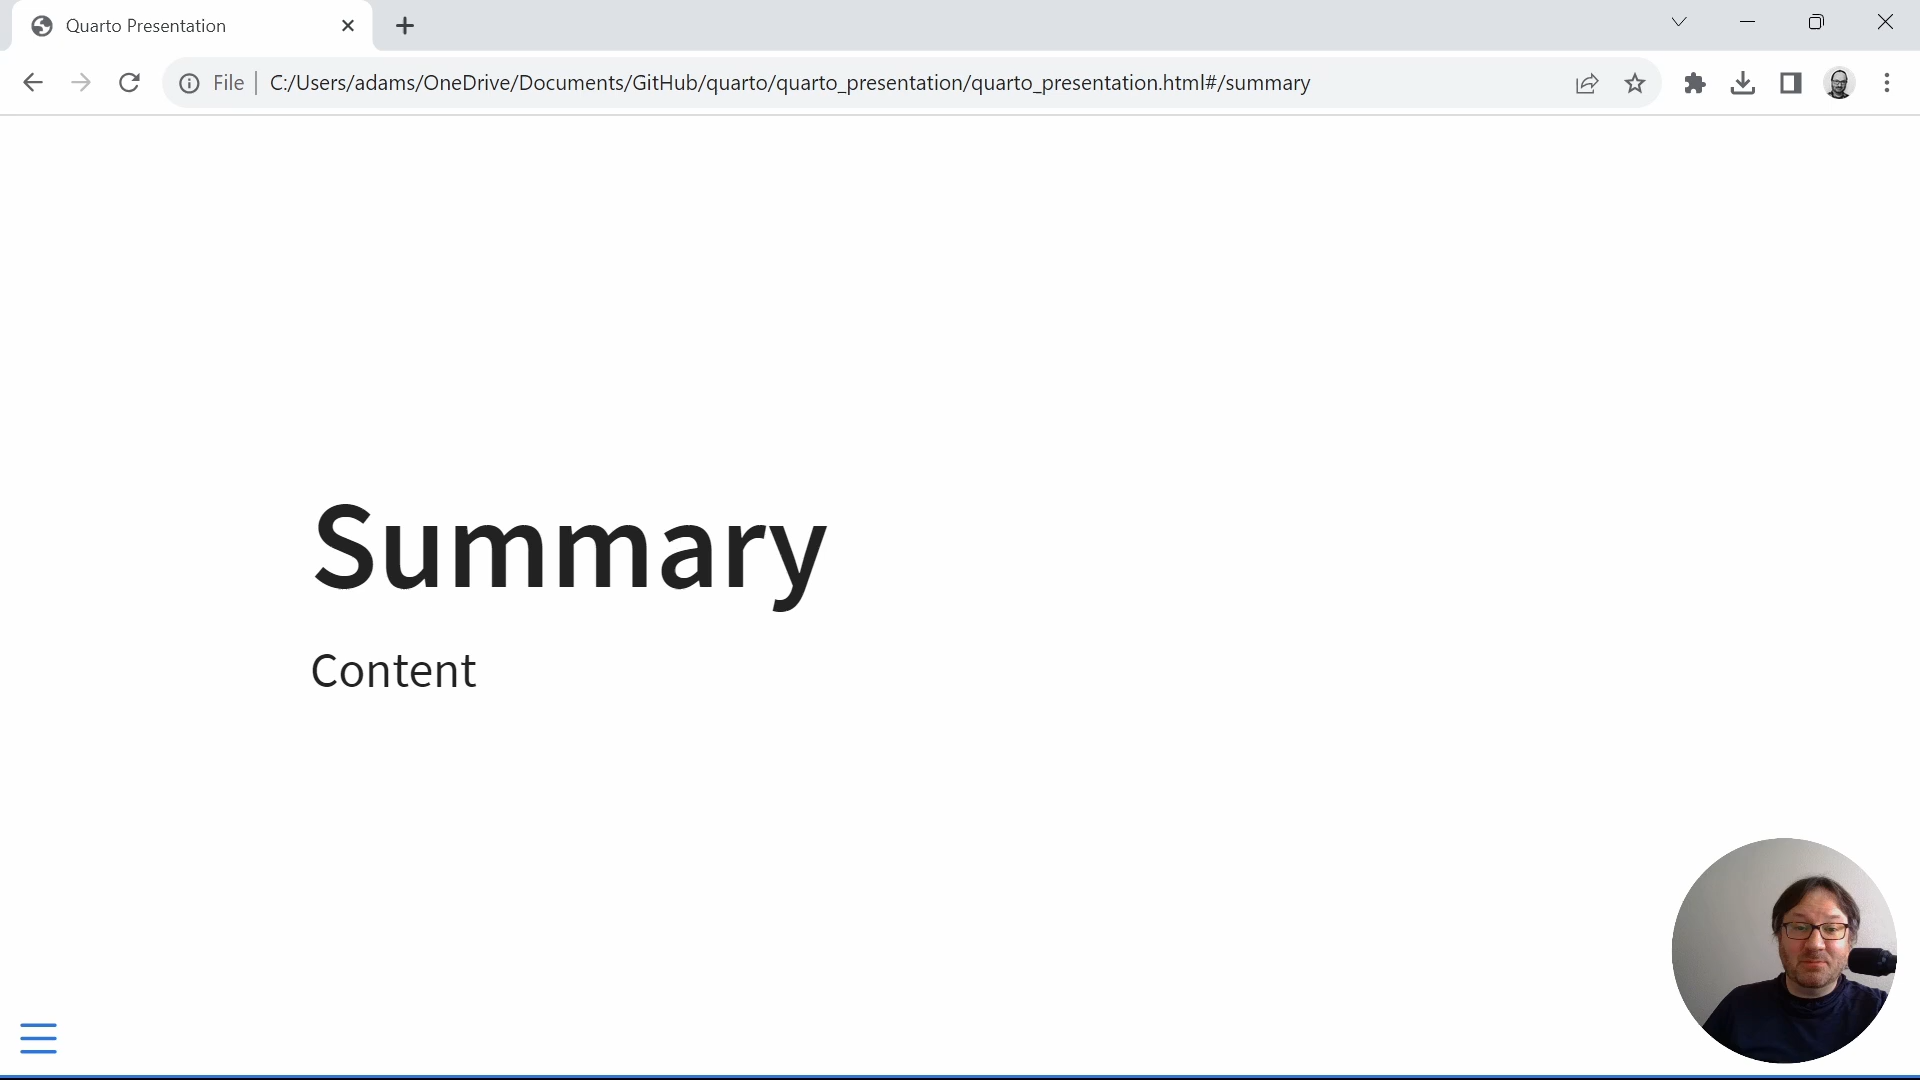 Quarto Presentation
File
C:/Users/adams/OneDrive/Documents/GitHub/quarto/quarto_presentation/quarto_presentation.html#/summary
Summary
Content